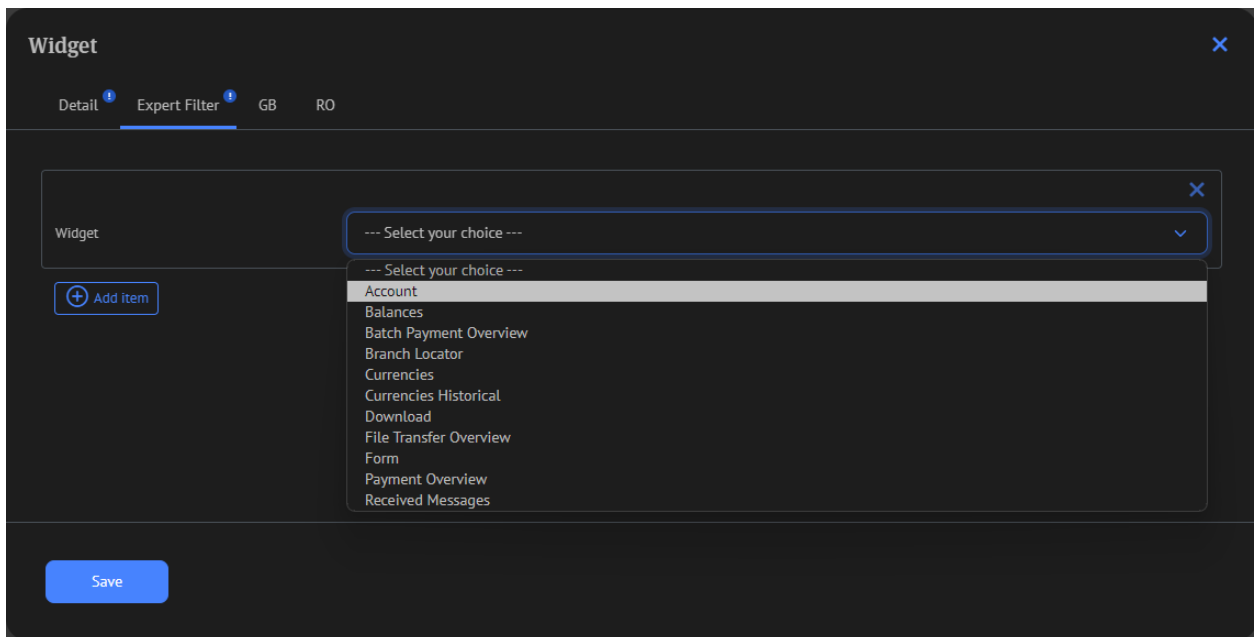 Widget
Detail ! Expert Filter ! GB RO
Widget --- Select your choice ---
--- Select your choice ---
Account
Balances
Batch Payment Overview
Branch Locator
Currencies
Currencies Historical
Download
File Transfer Overview
Form
Payment Overview
Received Messages
Add item
Save